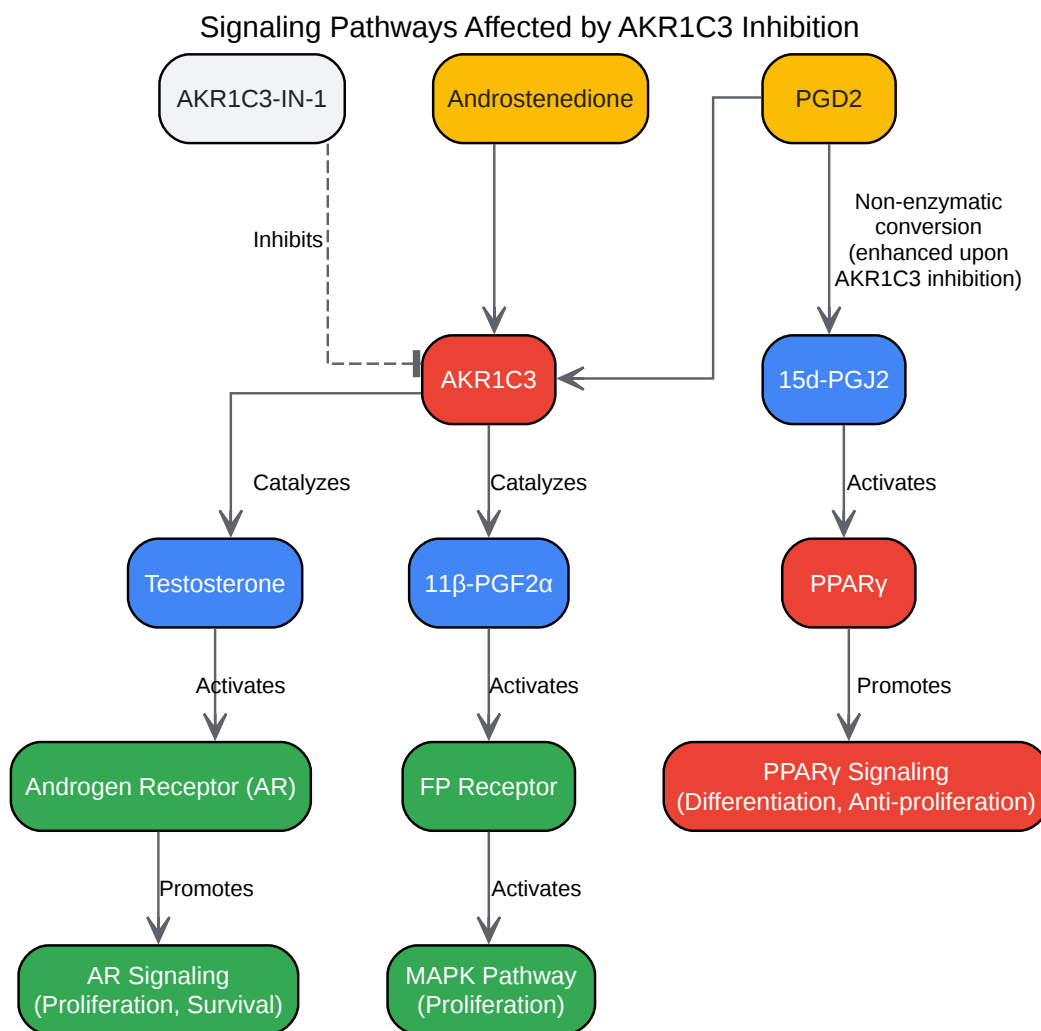 Signaling Pathways Affected by AKR1C3 Inhibition
AKR1C3-IN-1
Androstenedione
PGD2
Inhibits
Non-enzymatic
conversion
(enhanced upon
AKR1C3 inhibition)
AKR1C3
15d-PGJ2
Catalyzes
Catalyzes
Activates
Testosterone
11β-PGF2α
PPARγ
Activates
Activates
Promotes
Androgen Receptor (AR)
FP Receptor
PPARγ Signaling
(Differentiation, Anti-proliferation)
Promotes
Activates
AR Signaling
(Proliferation, Survival)
MAPK Pathway
(Proliferation)